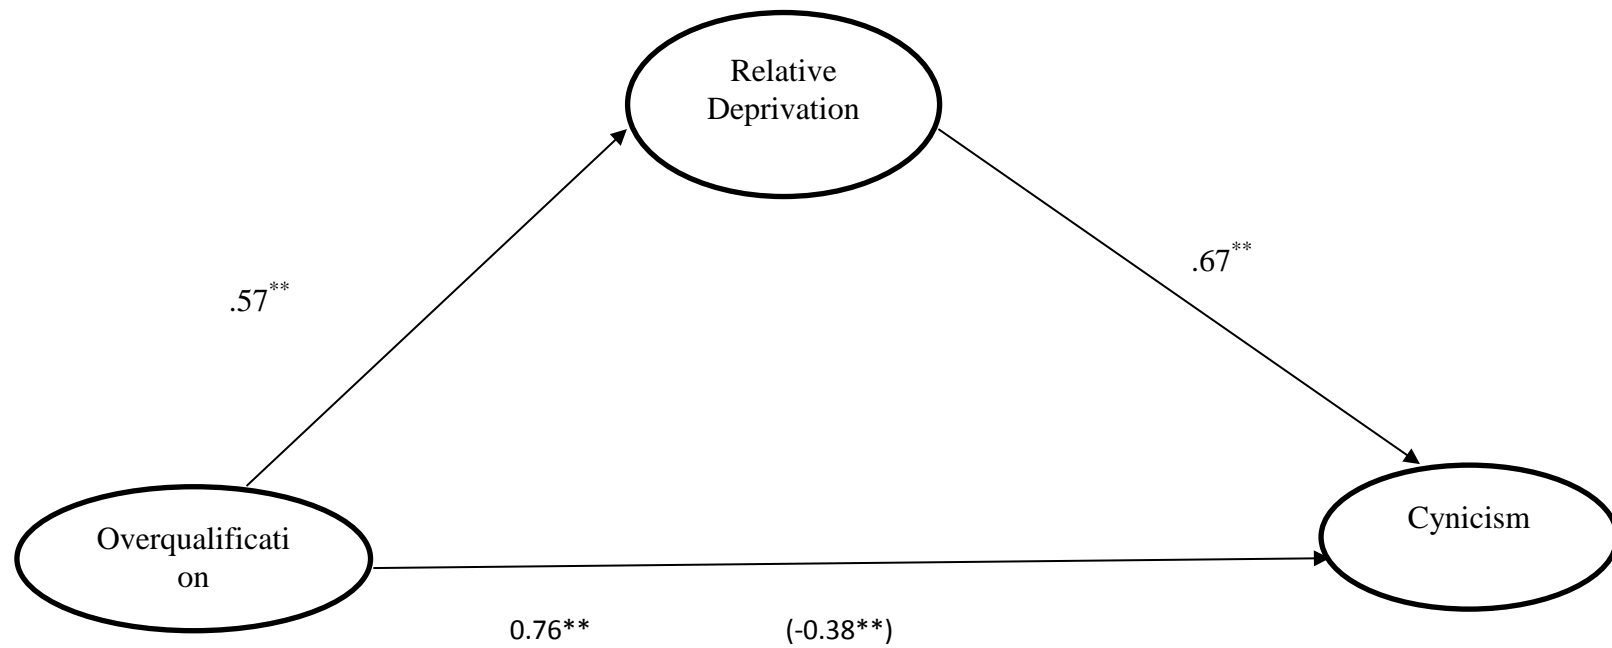 Relative
Deprivation
.67**
.57**
Cynicism
Overqualificati
on
0.76** (-0.38**)